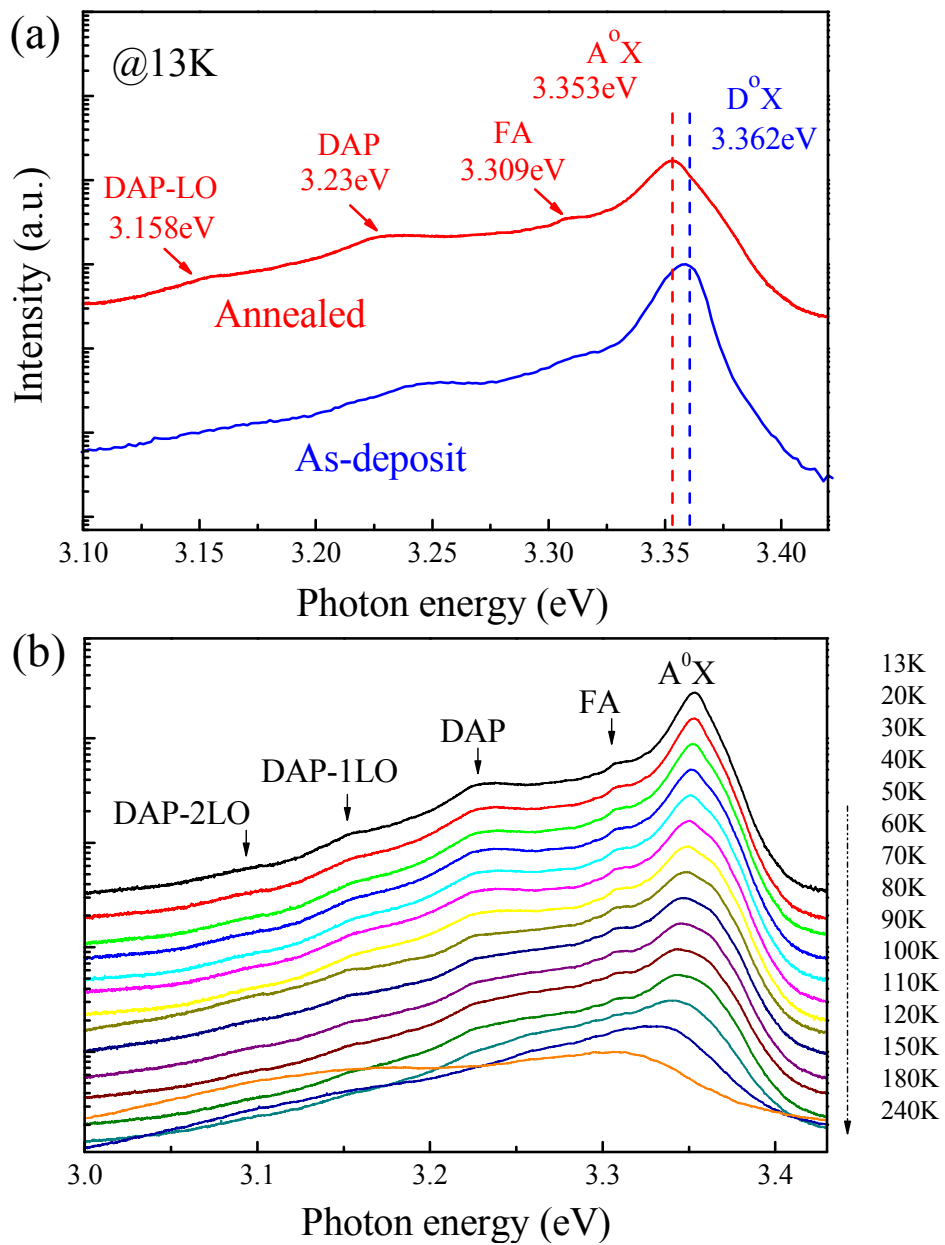 (a)
@13K
A°X
3.353eV
D°X
3.362eV
FA
3.309eV
DAP
3.23eV
DAP-LO
3.158eV
Annealed
As-deposit
Intensity (a.u.)
3.10 3.15 3.20 3.25 3.30 3.35 3.40
Photon energy (eV)
(b)
A⁰X
FA
DAP
DAP-1LO
DAP-2LO
13K
20K
30K
40K
50K
60K
70K
80K
90K
100K
110K
120K
150K
180K
240K
3.0 3.1 3.2 3.3 3.4
Photon energy (eV)